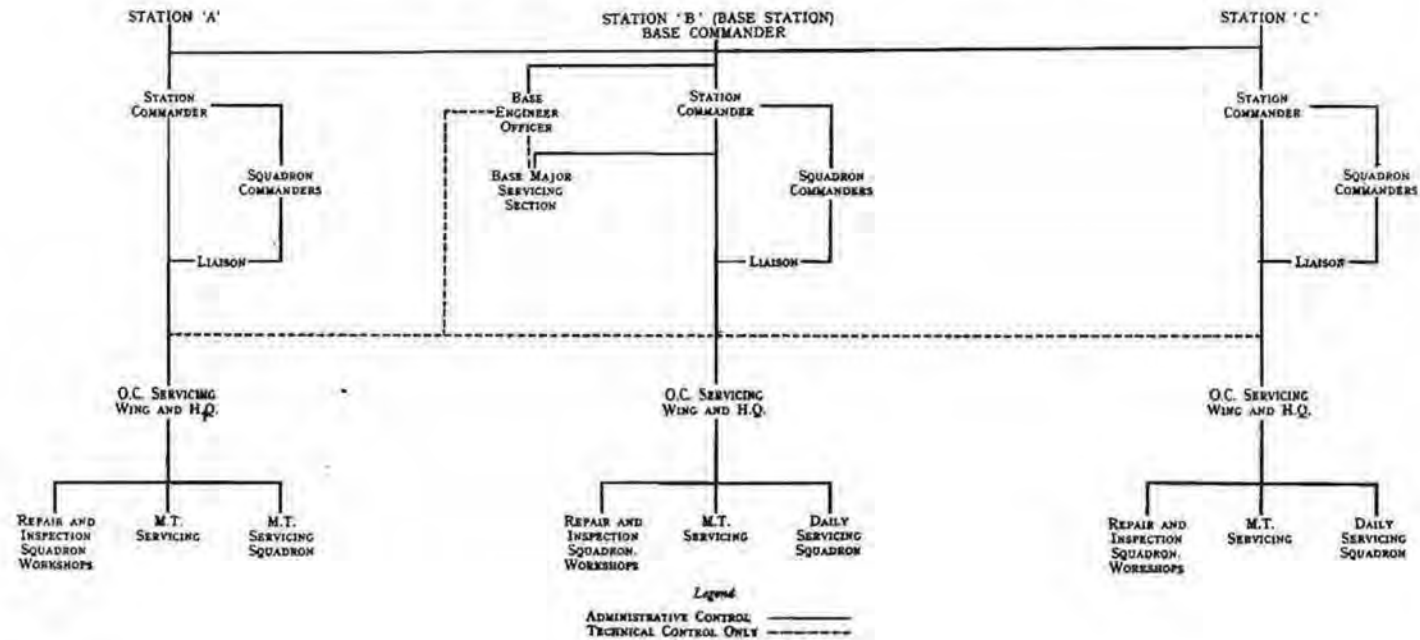 STATION 'A'
STATION 'B' (BASE STATION)
BASE COMMANDER
STATION 'C'
STATION
COMMANDER
BASE
ENGINEER
OFFICER
STATION
COMMANDER
STATION
COMMANDER
SQUADRON
COMMANDERS
BASE MAJOR
SERVICING
SECTION
SQUADRON
COMMANDERS
SQUADRON
COMMANDERS
LIAISON
LIAISON
LIAISON
O.C. SERVICING
WING AND H.Q.
O.C. SERVICING
WING AND H.Q.
O.C. SERVICING
WING AND H.Q.
REPAIR AND
INSPECTION
SQUADRON
WORKSHOPS
M.T.
SERVICING
M.T.
SERVICING
SQUADRON
REPAIR AND
INSPECTION
SQUADRON.
WORKSHOPS
M.T.
SERVICING
DAILY
SERVICING
SQUADRON
REPAIR AND
INSPECTION
SQUADRON.
WORKSHOPS
M.T.
SERVICING
DAILY
SERVICING
SQUADRON
Legend
ADMINISTRATIVE CONTROL
TECHNICAL CONTROL ONLY